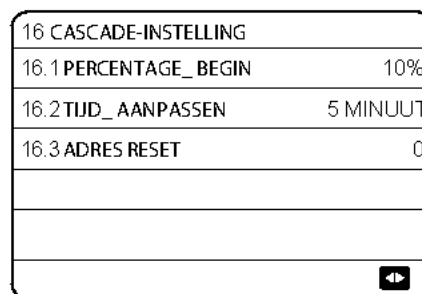 16 CASCADE-INSTELLING
16.1 PERCENTAGE_ BEGIN 10%
16.2 TIJD_ AANPASSEN 5 MINUUT
16.3 ADRES RESET 0